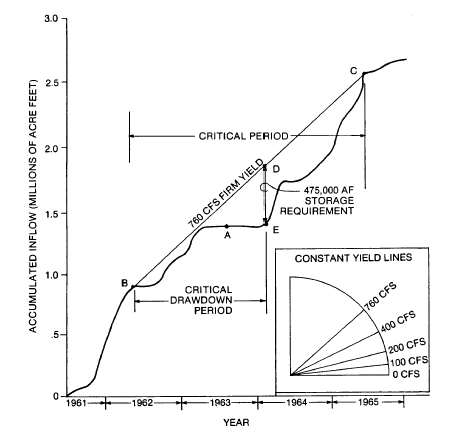 3.0
2.5
2.0
1.5
1.0
.5
0
ACCUMULATED INFLOW (MILLIONS OF ACRE FEET)
C
CRITICAL PERIOD
760 CFS FIRM YIELD
D
475,000 AF
STORAGE
REQUIREMENT
A
E
B
CRITICAL
DRAWDOWN
PERIOD
CONSTANT YIELD LINES
760 CFS
400 CFS
200 CFS
100 CFS
0 CFS
1961 1962 1963 1964 1965
YEAR